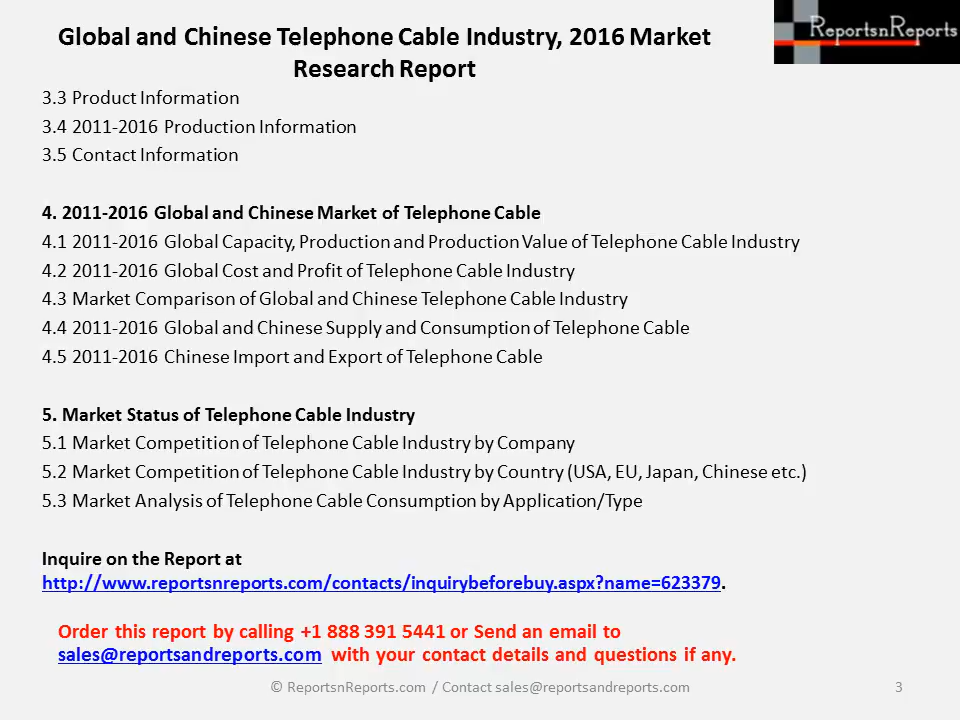 Global and Chinese Telephone Cable Industry, 2016 Market
Research Report
ReportsnReports
3.3 Product Information
3.4 2011-2016 Production Information
3.5 Contact Information
4. 2011-2016 Global and Chinese Market of Telephone Cable
4.1 2011-2016 Global Capacity, Production and Production Value of Telephone Cable Industry
4.2 2011-2016 Global Cost and Profit of Telephone Cable Industry
4.3 Market Comparison of Global and Chinese Telephone Cable Industry
4.4 2011-2016 Global and Chinese Supply and Consumption of Telephone Cable
4.5 2011-2016 Chinese Import and Export of Telephone Cable
5. Market Status of Telephone Cable Industry
5.1 Market Competition of Telephone Cable Industry by Company
5.2 Market Competition of Telephone Cable Industry by Country (USA, EU, Japan, Chinese etc.)
5.3 Market Analysis of Telephone Cable Consumption by Application/Type
Inquire on the Report at
http://www.reportsnreports.com/contacts/inquirybeforebuy.aspx?name=623379.
Order this report by calling +1 888 391 5441 or Send an email to
sales@reportsandreports.com with your contact details and questions if any.
© ReportsnReports.com / Contact sales@reportsandreports.com
3